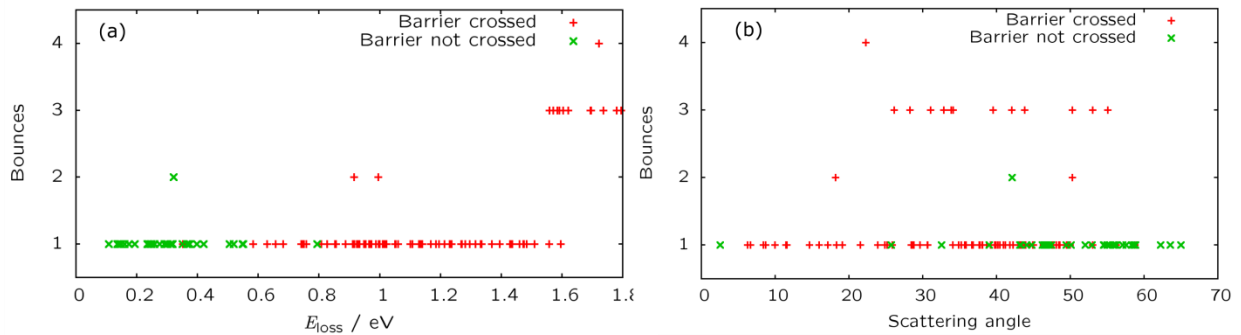 (a)
Barrier crossed
Barrier not crossed
4
3
2
1
Bounces
0 0.2 0.4 0.6 0.8 1 1.2 1.4 1.6 1.8
E_loss / eV
(b)
Barrier crossed
Barrier not crossed
4
3
2
1
Bounces
0 10 20 30 40 50 60 70
Scattering angle